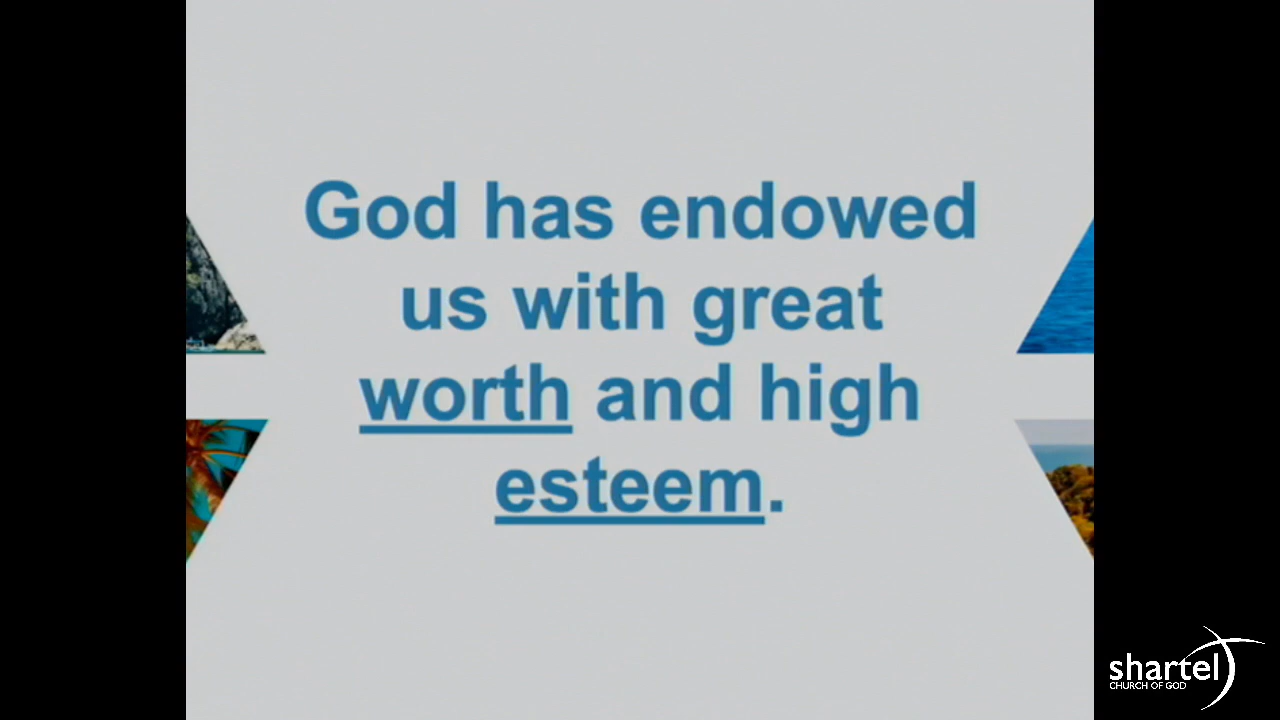 God has endowed
us with great
worth and high
esteem.
shartel
CHURCH OF GOD